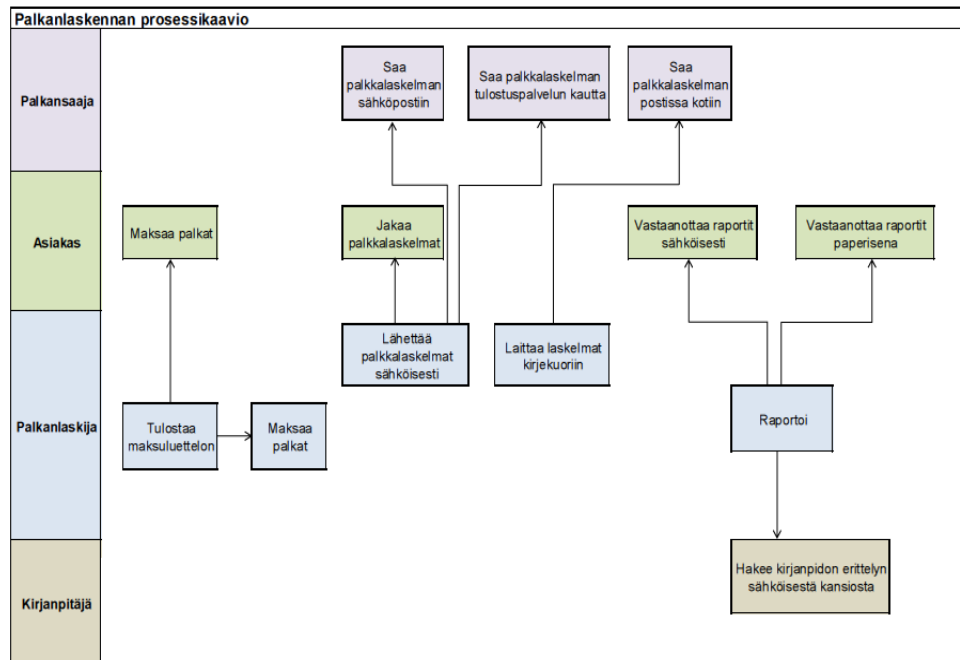 Palkanlaskennan prosessikaavio
Palkansaaja
Saa
palkkalaskelman
sähköpostiin
Saa palkkalaskelman
tulostuspalvelun kautta
Saa
palkkalaskelman
postissa kotiin
Asiakas
Maksaa palkat
Jakaa
palkkalaskelmat
Vastaanottaa raportit
sähköisesti
Vastaanottaa raportit
paperisena
Palkanlaskija
Lähettää
palkkalaskelmat
sähköisesti
Laittaa laskelmat
kirjekuoriin
Tulostaa
maksuluettelon
Maksaa
palkat
Raportoi
Kirjanpitäjä
Hakee kirjanpidon erittelyn
sähköisestä kansiosta